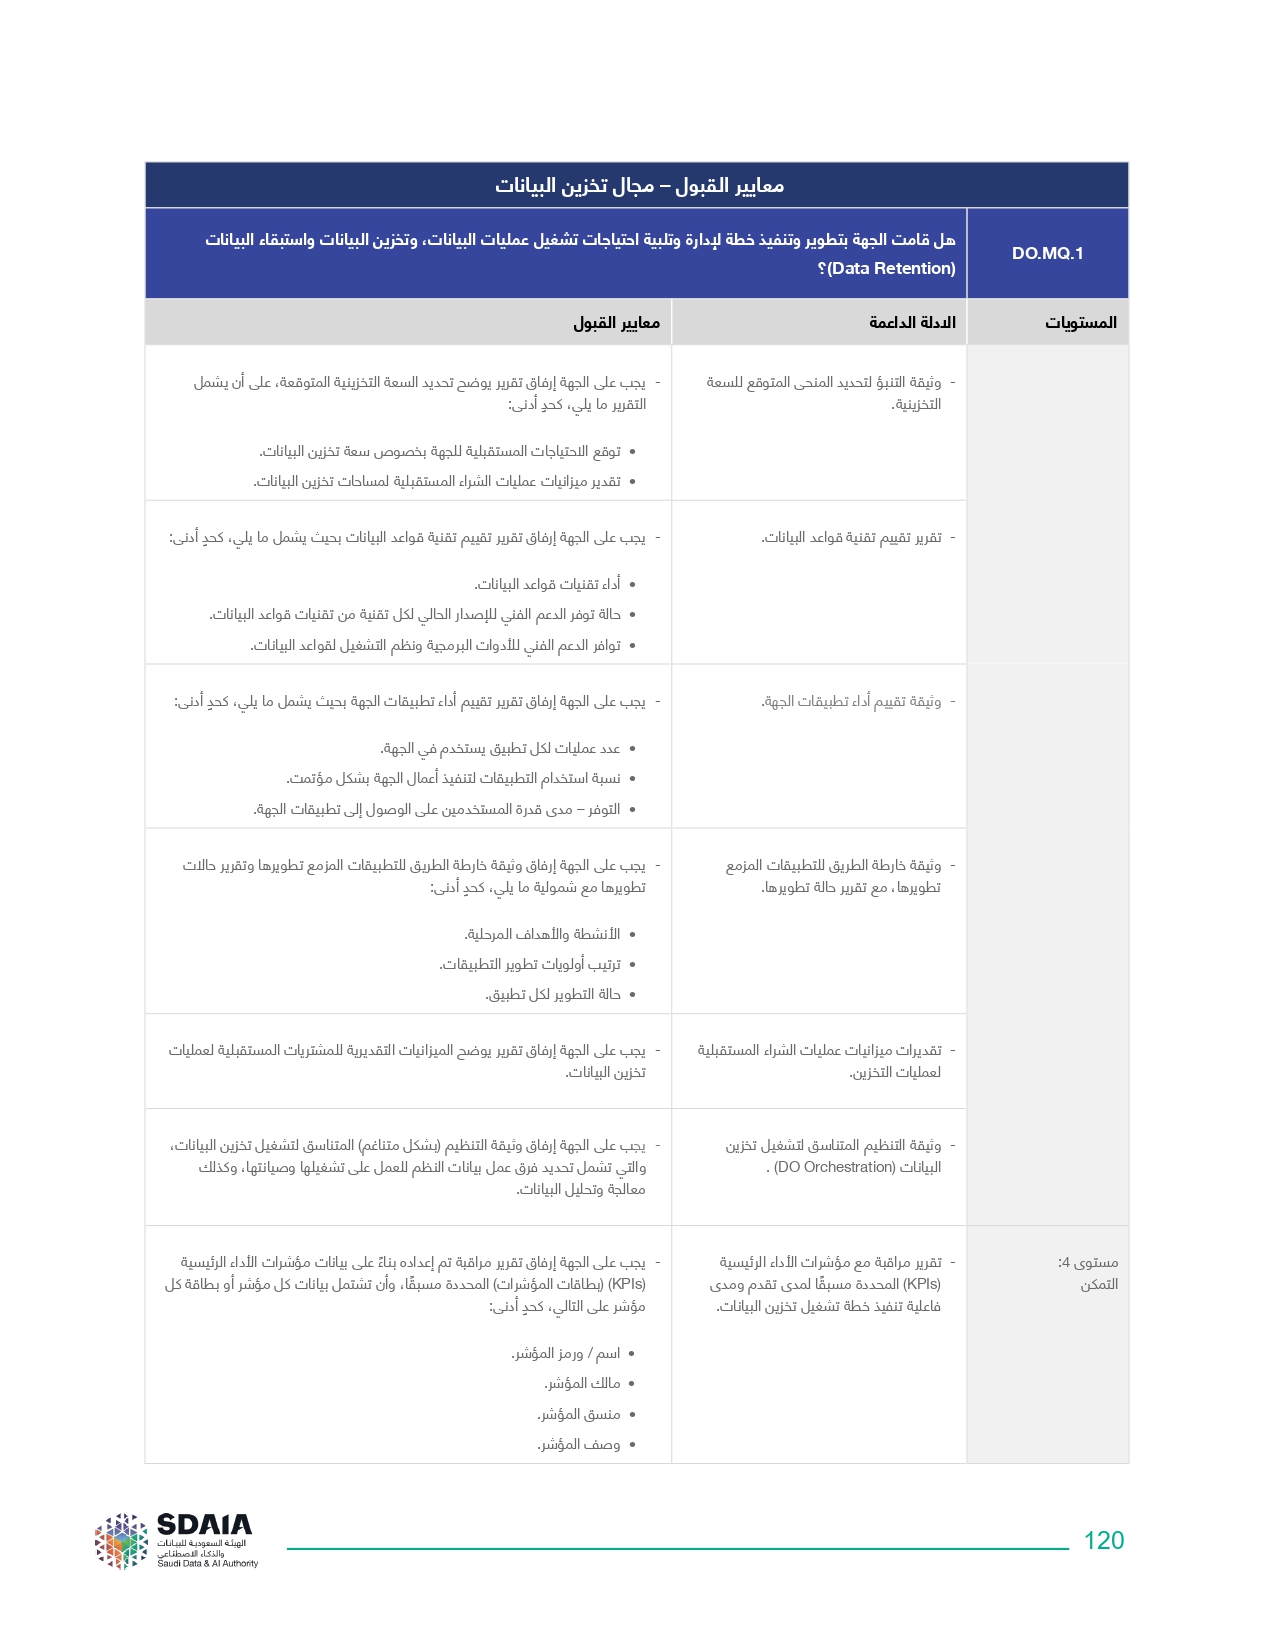 معايير القبول – مجال تخزين البيانات
DO.MQ.1
هل قامت الجهة بتطوير وتنفيذ خطة لإدارة وتلبية احتياجات تشغيل عمليات البيانات، وتخزين البيانات واستبقاء البيانات
(Data Retention)؟
المستويات
الادلة الداعمة
معايير القبول
- وثيقة التنبؤ لتحديد المنحى المتوقع للسعة
التخزينية.
- يجب على الجهة إرفاق تقرير يوضح تحديد السعة التخزينية المتوقعة، على أن يشمل
التقرير ما يلي، كحدٍ أدنى:
• توقع الاحتياجات المستقبلية للجهة بخصوص سعة تخزين البيانات.
• تقدير ميزانيات عمليات الشراء المستقبلية لمساحات تخزين البيانات.
- تقرير تقييم تقنية قواعد البيانات.
- يجب على الجهة إرفاق تقرير تقييم تقنية قواعد البيانات بحيث يشمل ما يلي، كحدٍ أدنى:
• أداء تقنيات قواعد البيانات.
• حالة توفر الدعم الفني للإصدار الحالي لكل تقنية من تقنيات قواعد البيانات.
• توافر الدعم الفني للأدوات البرمجية ونظم التشغيل لقواعد البيانات.
- وثيقة تقييم أداء تطبيقات الجهة.
- يجب على الجهة إرفاق تقرير تقييم أداء تطبيقات الجهة بحيث يشمل ما يلي، كحدٍ أدنى:
• عدد عمليات لكل تطبيق يستخدم في الجهة.
• نسبة استخدام التطبيقات لتنفيذ أعمال الجهة بشكل مؤتمت.
• التوفر – مدى قدرة المستخدمين على الوصول إلى تطبيقات الجهة.
- وثيقة خارطة الطريق للتطبيقات المزمع
تطويرها، مع تقرير حالة تطويرها.
- يجب على الجهة إرفاق وثيقة خارطة الطريق للتطبيقات المزمع تطويرها وتقرير حالات
تطويرها مع شمولية ما يلي، كحدٍ أدنى:
• الأنشطة والأهداف المرحلية.
• ترتيب أولويات تطوير التطبيقات.
• حالة التطوير لكل تطبيق.
- تقديرات ميزانيات عمليات الشراء المستقبلية
لعمليات التخزين.
- يجب على الجهة إرفاق تقرير يوضح الميزانيات التقديرية للمشتريات المستقبلية لعمليات
تخزين البيانات.
- وثيقة التنظيم المتناسق لتشغيل تخزين
البيانات (DO Orchestration) .
- يجب على الجهة إرفاق وثيقة التنظيم (بشكل متناغم) المتناسق لتشغيل تخزين البيانات،
والتي تشمل تحديد فرق عمل بيانات النظم للعمل على تشغيلها وصيانتها، وكذلك
معالجة وتحليل البيانات.
مستوى 4:
التمكن
- تقرير مراقبة مع مؤشرات الأداء الرئيسية
(KPIs) المحددة مسبقًا لمدى تقدم ومدى
فاعلية تنفيذ خطة تشغيل تخزين البيانات.
- يجب على الجهة إرفاق تقرير مراقبة تم إعداده بناءً على بيانات مؤشرات الأداء الرئيسية
(KPIs) (بطاقات المؤشرات) المحددة مسبقًا، وأن تشتمل بيانات كل مؤشر أو بطاقة كل
مؤشر على التالي، كحدٍ أدنى:
• اسم / ورمز المؤشر.
• مالك المؤشر.
• منسق المؤشر.
• وصف المؤشر.
SDAIA
الهيئة السعودية للبيانات
والذكاء الاصطناعي
Saudi Data & AI Authority
120